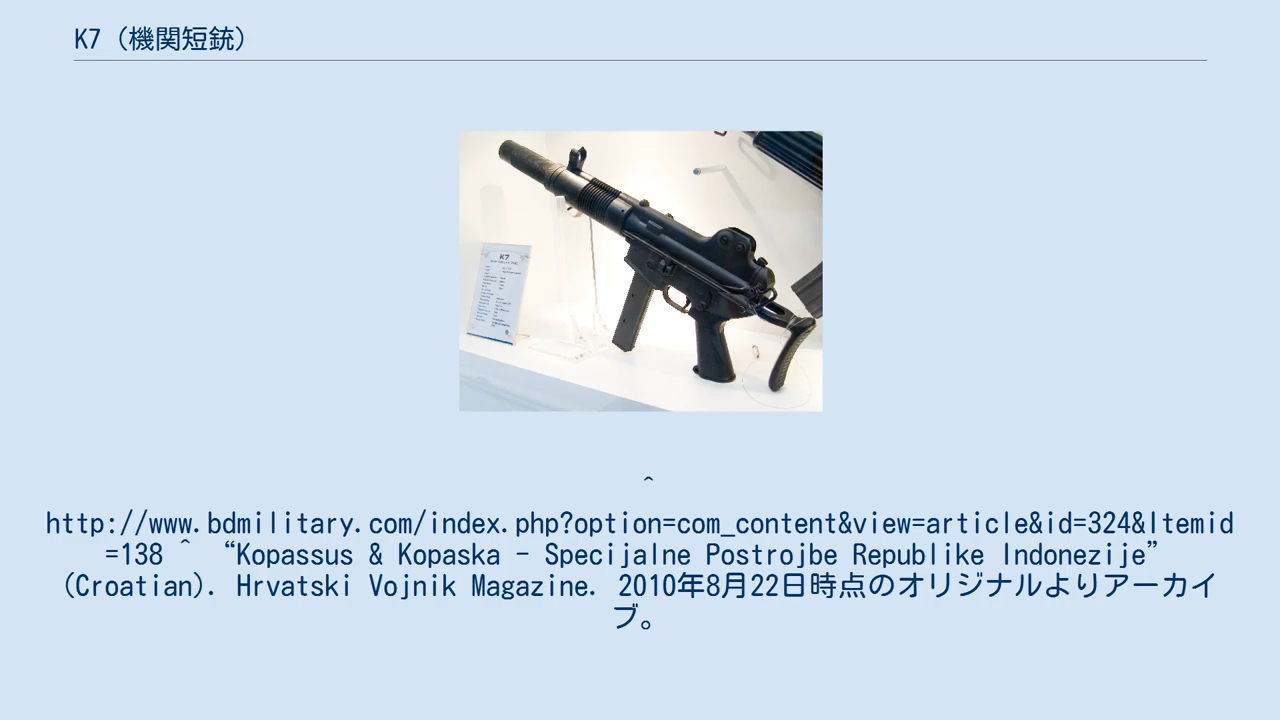 K7（機関短銃）
K7
^
http://www.bdmilitary.com/index.php?option=com_content&view=article&id=324&Itemid
=138 ^ “Kopassus & Kopaska - Specijalne Postrojbe Republike Indonezije”
(Croatian). Hrvatski Vojnik Magazine. 2010年8月22日時点のオリジナルよりアーカイ
ブ。